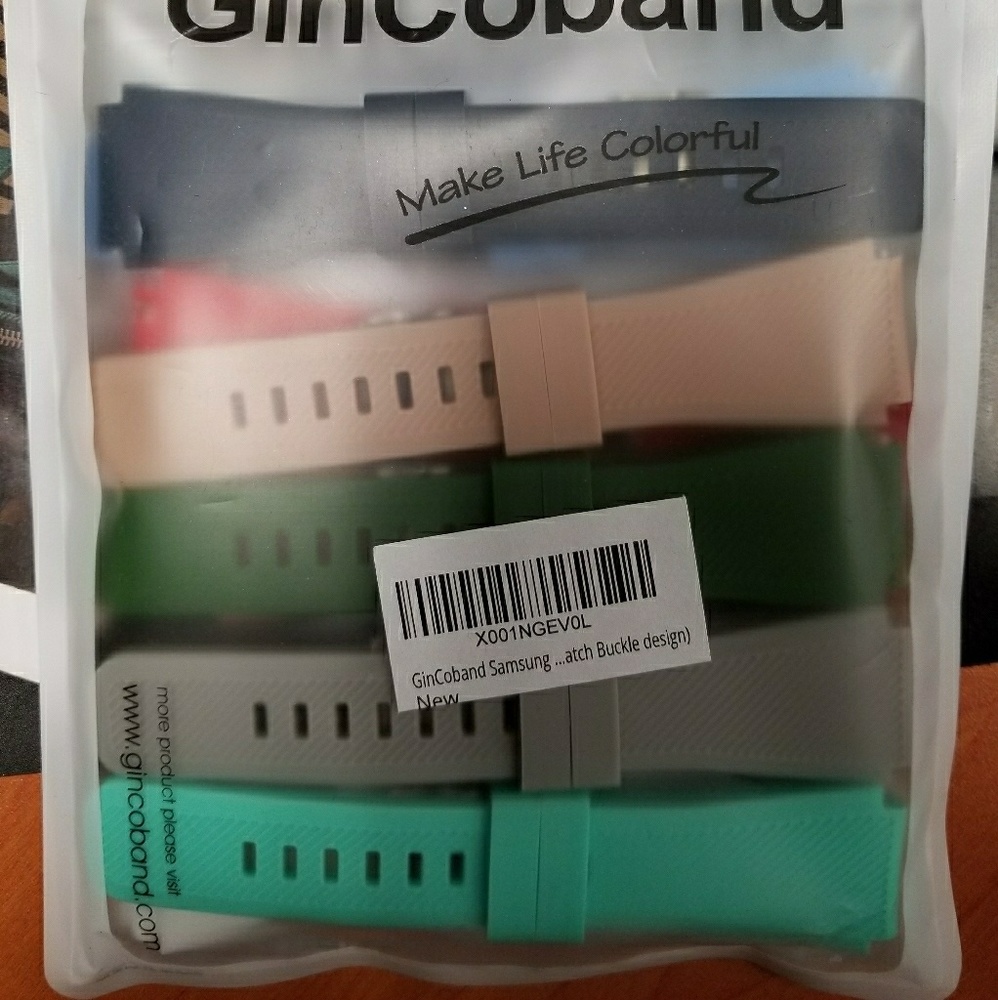 GinCoband
Make Life Colorful
X001NGEV0L
GinCoband Samsung ...atch Buckle design)
New
more product please visit
www.gincoband.com